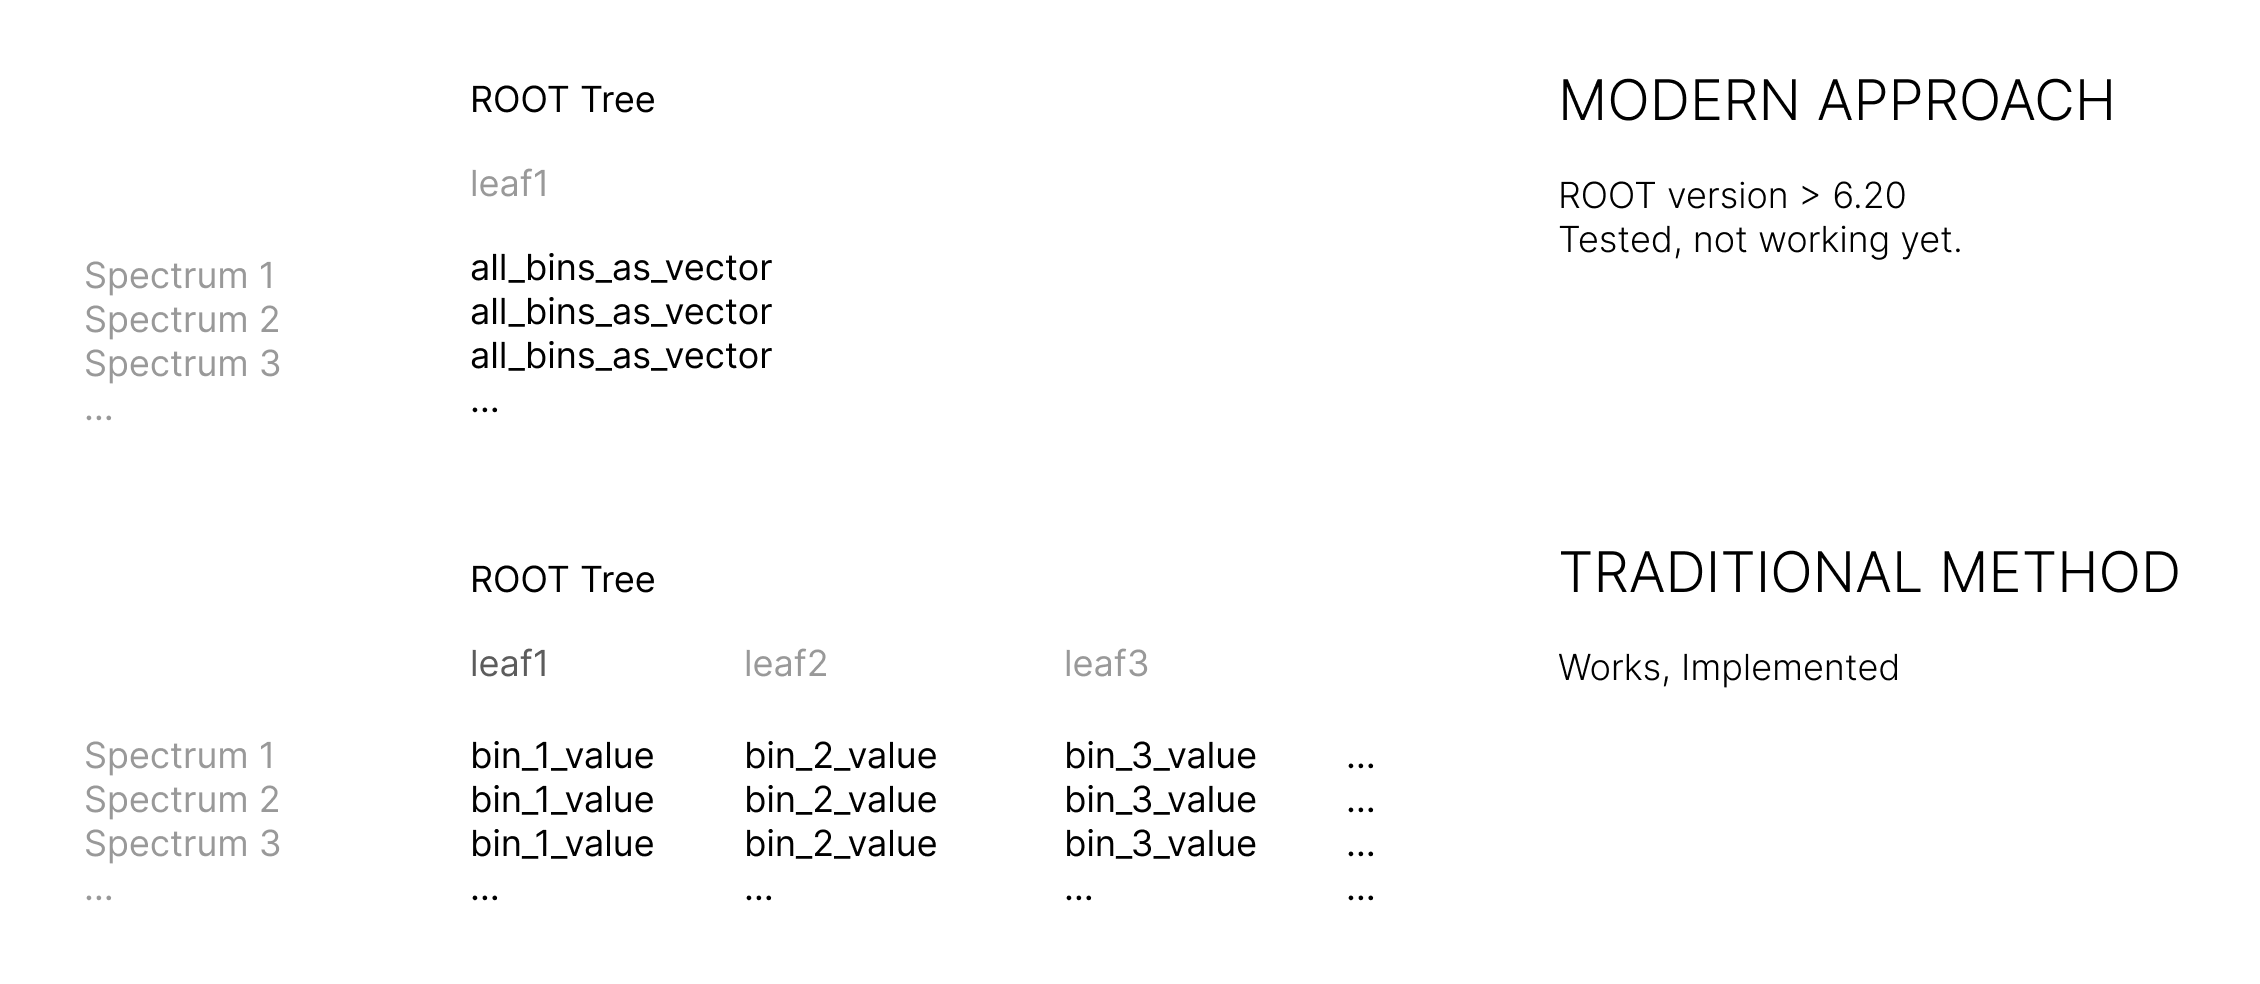 ROOT Tree
MODERN APPROACH
leaf1
ROOT version > 6.20
Tested, not working yet.
Spectrum 1 all_bins_as_vector
Spectrum 2 all_bins_as_vector
Spectrum 3 all_bins_as_vector
... ...
ROOT Tree
TRADITIONAL METHOD
leaf1 leaf2 leaf3
Works, Implemented
Spectrum 1 bin_1_value bin_2_value bin_3_value ...
Spectrum 2 bin_1_value bin_2_value bin_3_value ...
Spectrum 3 bin_1_value bin_2_value bin_3_value ...
... ... ... ... ...